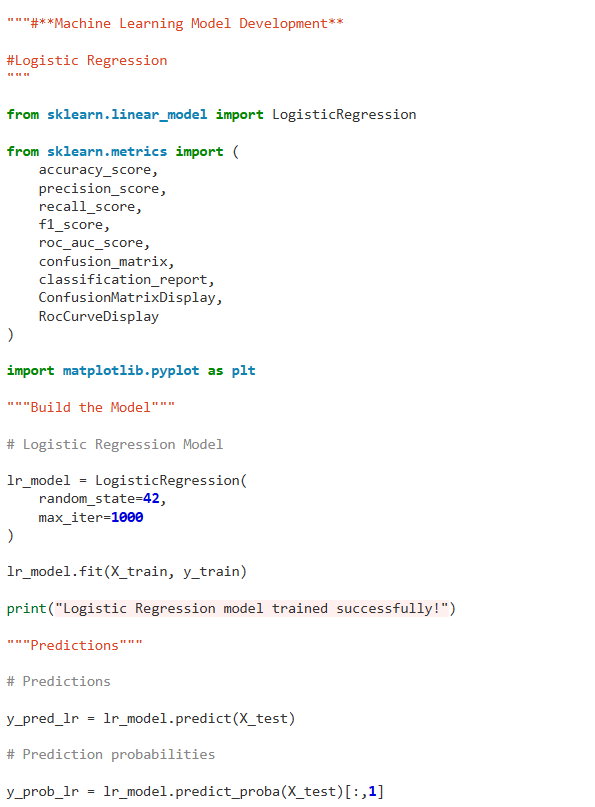 """#**Machine Learning Model Development**
#Logistic Regression
"""
from sklearn.linear_model import LogisticRegression
from sklearn.metrics import (
    accuracy_score,
    precision_score,
    recall_score,
    f1_score,
    roc_auc_score,
    confusion_matrix,
    classification_report,
    ConfusionMatrixDisplay,
    RocCurveDisplay
)
import matplotlib.pyplot as plt
"""Build the Model"""
# Logistic Regression Model
lr_model = LogisticRegression(
    random_state=42,
    max_iter=1000
)
lr_model.fit(X_train, y_train)
print("Logistic Regression model trained successfully!")
"""Predictions"""
# Predictions
y_pred_lr = lr_model.predict(X_test)
# Prediction probabilities
y_prob_lr = lr_model.predict_proba(X_test)[:,1]